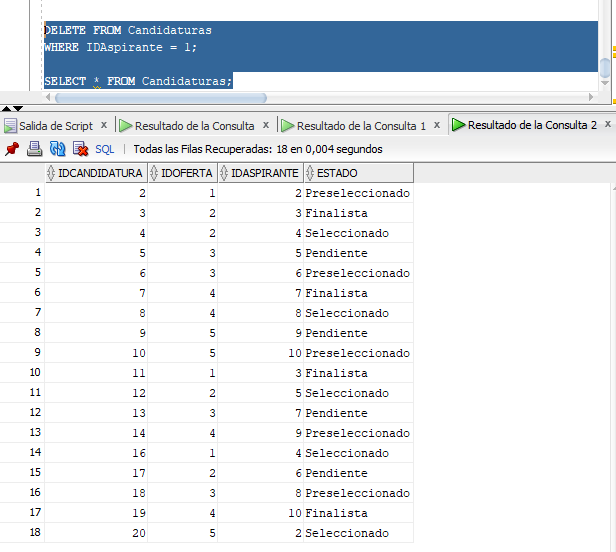 DELETE FROM Candidaturas
WHERE IDAspirante = 1;
SELECT * FROM Candidaturas;
Salida de Script x Resultado de la Consulta x Resultado de la Consulta 1 x Resultado de la Consulta 2 x
SQL | Todas las Filas Recuperadas: 18 en 0,004 segundos
IDCANDIDATURA IDOFERTA IDASPIRANTE ESTADO
1 2 1 2 Preseleccionado
2 3 2 3 Finalista
3 4 2 4 Seleccionado
4 5 3 5 Pendiente
5 6 3 6 Preseleccionado
6 7 4 7 Finalista
7 8 4 8 Seleccionado
8 9 5 9 Pendiente
9 10 5 10 Preseleccionado
10 11 1 3 Finalista
11 12 2 5 Seleccionado
12 13 3 7 Pendiente
13 14 4 9 Preseleccionado
14 16 1 4 Seleccionado
15 17 2 6 Pendiente
16 18 3 8 Preseleccionado
17 19 4 10 Finalista
18 20 5 2 Seleccionado